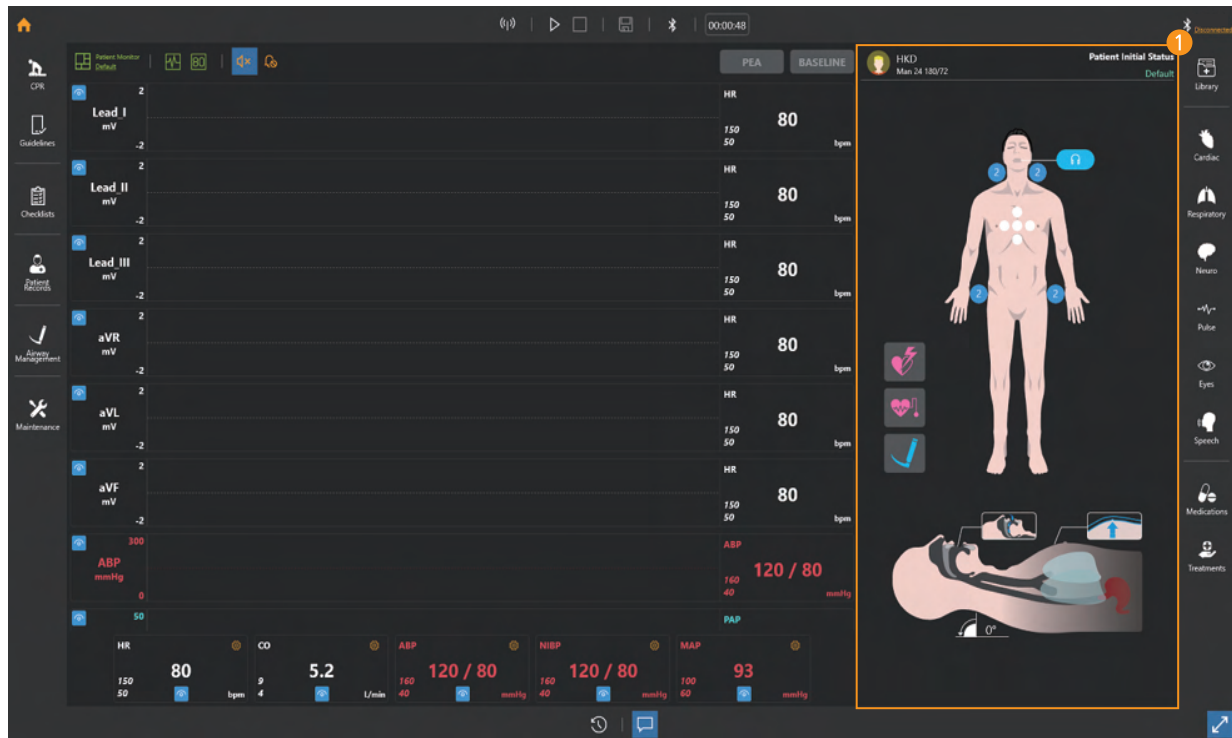 00:00:48
Disconnected
1
CPR
Guidelines
Checklists
Patient
Records
Airway
Management
Maintenance
Patient Monitor
Default
80
PEA
BASELINE
2
Lead_I
mV
-2
HR
80
150
50
bpm
2
Lead_II
mV
-2
HR
80
150
50
bpm
2
Lead_III
mV
-2
HR
80
150
50
bpm
2
aVR
mV
-2
HR
80
150
50
bpm
2
aVL
mV
-2
HR
80
150
50
bpm
2
aVF
mV
-2
HR
80
150
50
bpm
300
ABP
mmHg
0
ABP
120 / 80
160
40
mmHg
50
PAP
HR
80
150
50
bpm
CO
5.2
9
4
L/min
ABP
120 / 80
160
40
mmHg
NIBP
120 / 80
160
40
mmHg
MAP
93
100
60
mmHg
HKD
Man 24 180/72
Patient Initial Status
Default
2
2
2
2
0°
Library
Cardiac
Respiratory
Neuro
Pulse
Eyes
Speech
Medications
Treatments